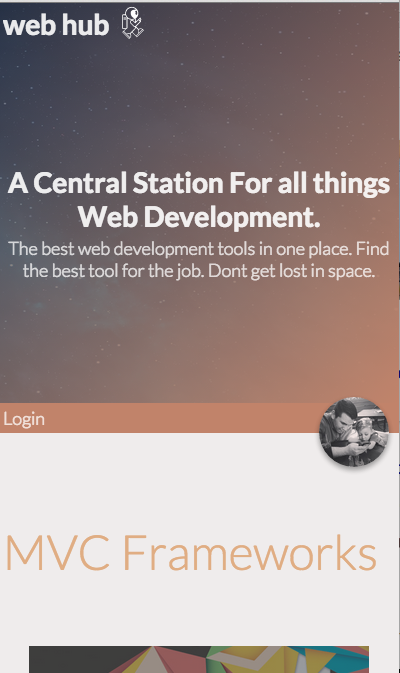 web hub
A Central Station For all things
Web Development.
The best web development tools in one place. Find
the best tool for the job. Dont get lost in space.
Login
MVC Frameworks